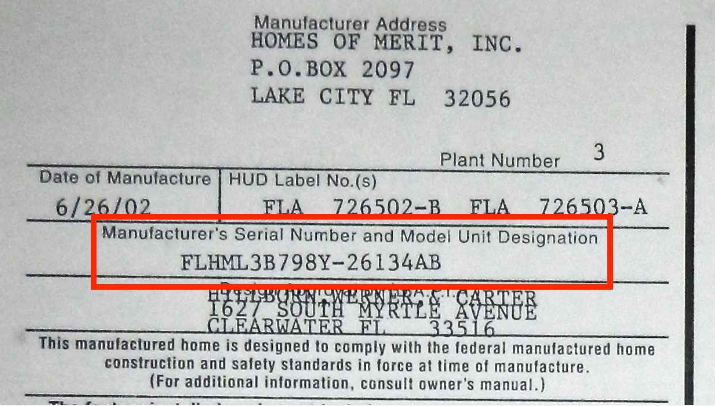 Manufacturer Address
HOMES OF MERIT, INC.
P.O.BOX 2097
LAKE CITY FL 32056
Plant Number 3
Date of Manufacture HUD Label No.(s)
6/26/02 FLA 726502-B FLA 726503-A
Manufacturer's Serial Number and Model Unit Designation
FLHML3B798Y-26134AB
HILLBORN, WERNER, & CARTER
1627 SOUTH MYRTLE AVENUE
CLEARWATER FL 33516
This manufactured home is designed to comply with the federal manufactured home
construction and safety standards in force at time of manufacture.
(For additional information, consult owner's manual.)